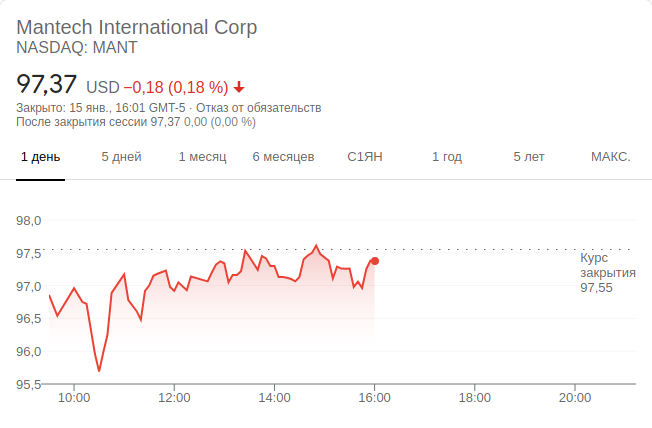 Mantech International Corp
NASDAQ: MANT
97,37 USD −0,18 (0,18 %)
Закрыто: 15 янв., 16:01 GMT-5 · Отказ от обязательств
После закрытия сессии 97,37 0,00 (0,00 %)
1 день 5 дней 1 месяц 6 месяцев С1ЯН 1 год 5 лет МАКС.
98,0
97,5
Курс
закрытия
97,55
97,0
96,5
96,0
95,5
10:00 12:00 14:00 16:00 18:00 20:00